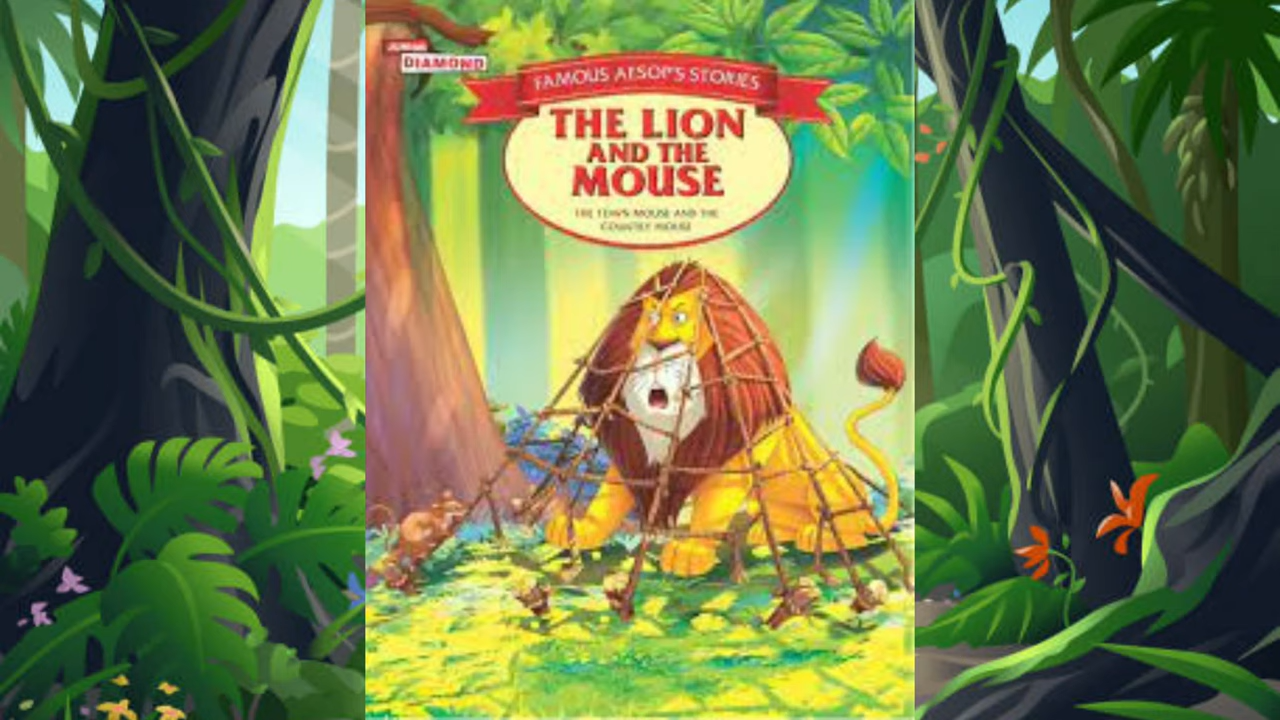 JUNIOR
DIAMOND
FAMOUS AESOP'S STORIES
THE LION
AND THE
MOUSE
THE TOWN MOUSE AND THE
COUNTRY MOUSE